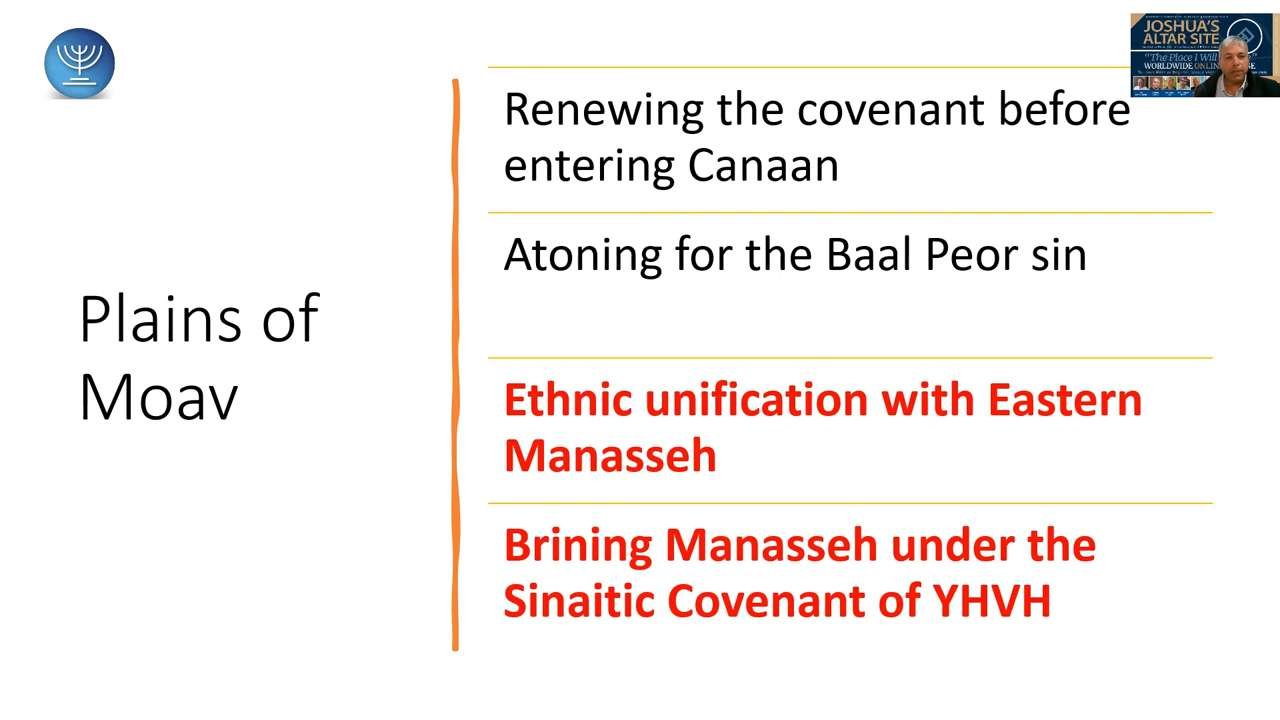 JOSHUA'S
ALTAR SITE
"The Place I Will
WORLDWIDE ONLINE
Renewing the covenant before
entering Canaan
Atoning for the Baal Peor sin
Plains of
Moav
Ethnic unification with Eastern
Manasseh
Brining Manasseh under the
Sinaitic Covenant of YHVH